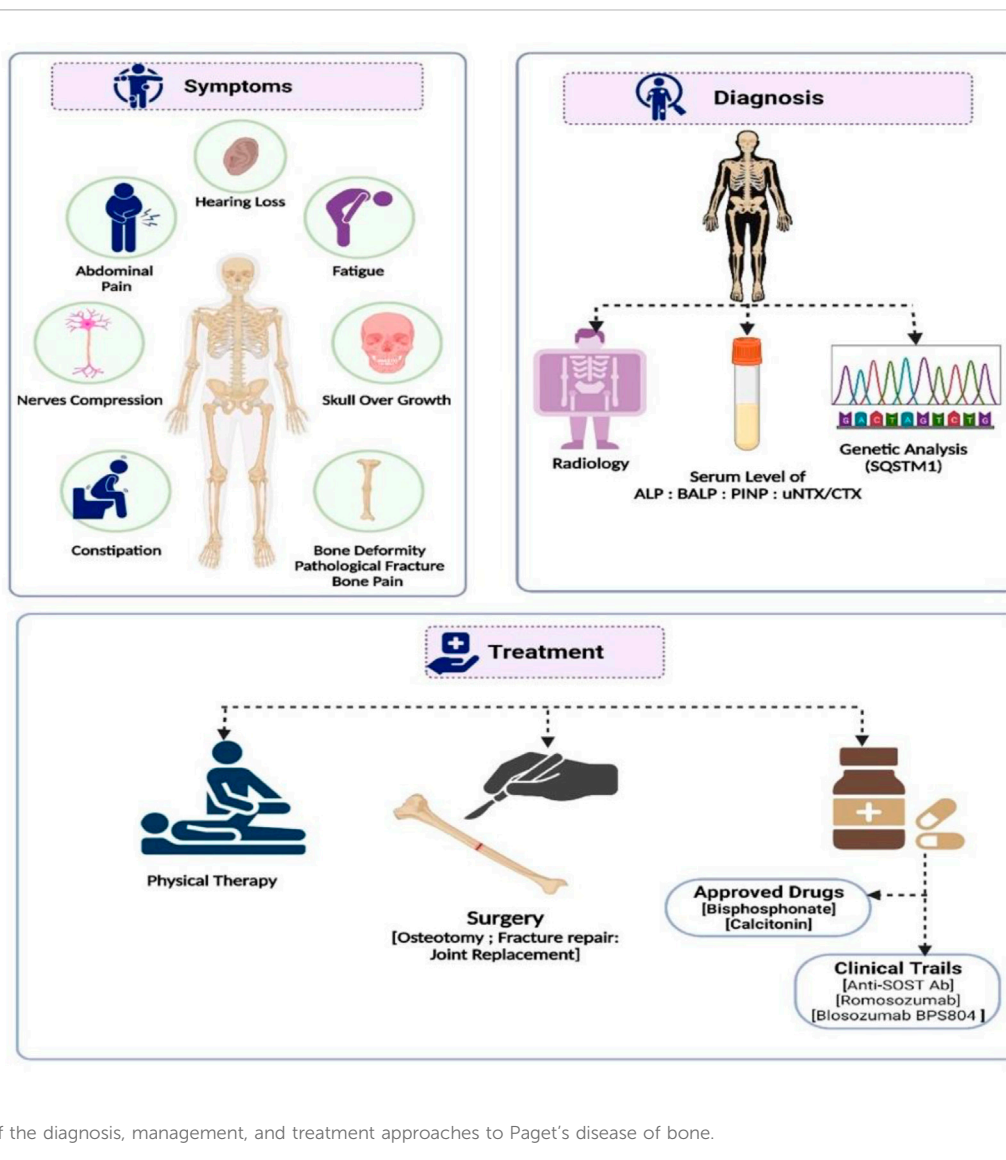 Symptoms
Hearing Loss
Abdominal
Pain
Fatigue
Nerves Compression
Skull Over Growth
Constipation
Bone Deformity
Pathological Fracture
Bone Pain
Diagnosis
Radiology
Serum Level of
ALP : BALP : PINP : uNTX/CTX
G A C T A G T C T G
Genetic Analysis
(SQSTM1)
Treatment
Physical Therapy
Surgery
[Osteotomy ; Fracture repair:
Joint Replacement]
Approved Drugs
[Bisphosphonate]
[Calcitonin]
Clinical Trails
[Anti-SOST Ab]
[Romosozumab]
[Blosozumab BPS804 ]
f the diagnosis, management, and treatment approaches to Paget’s disease of bone.